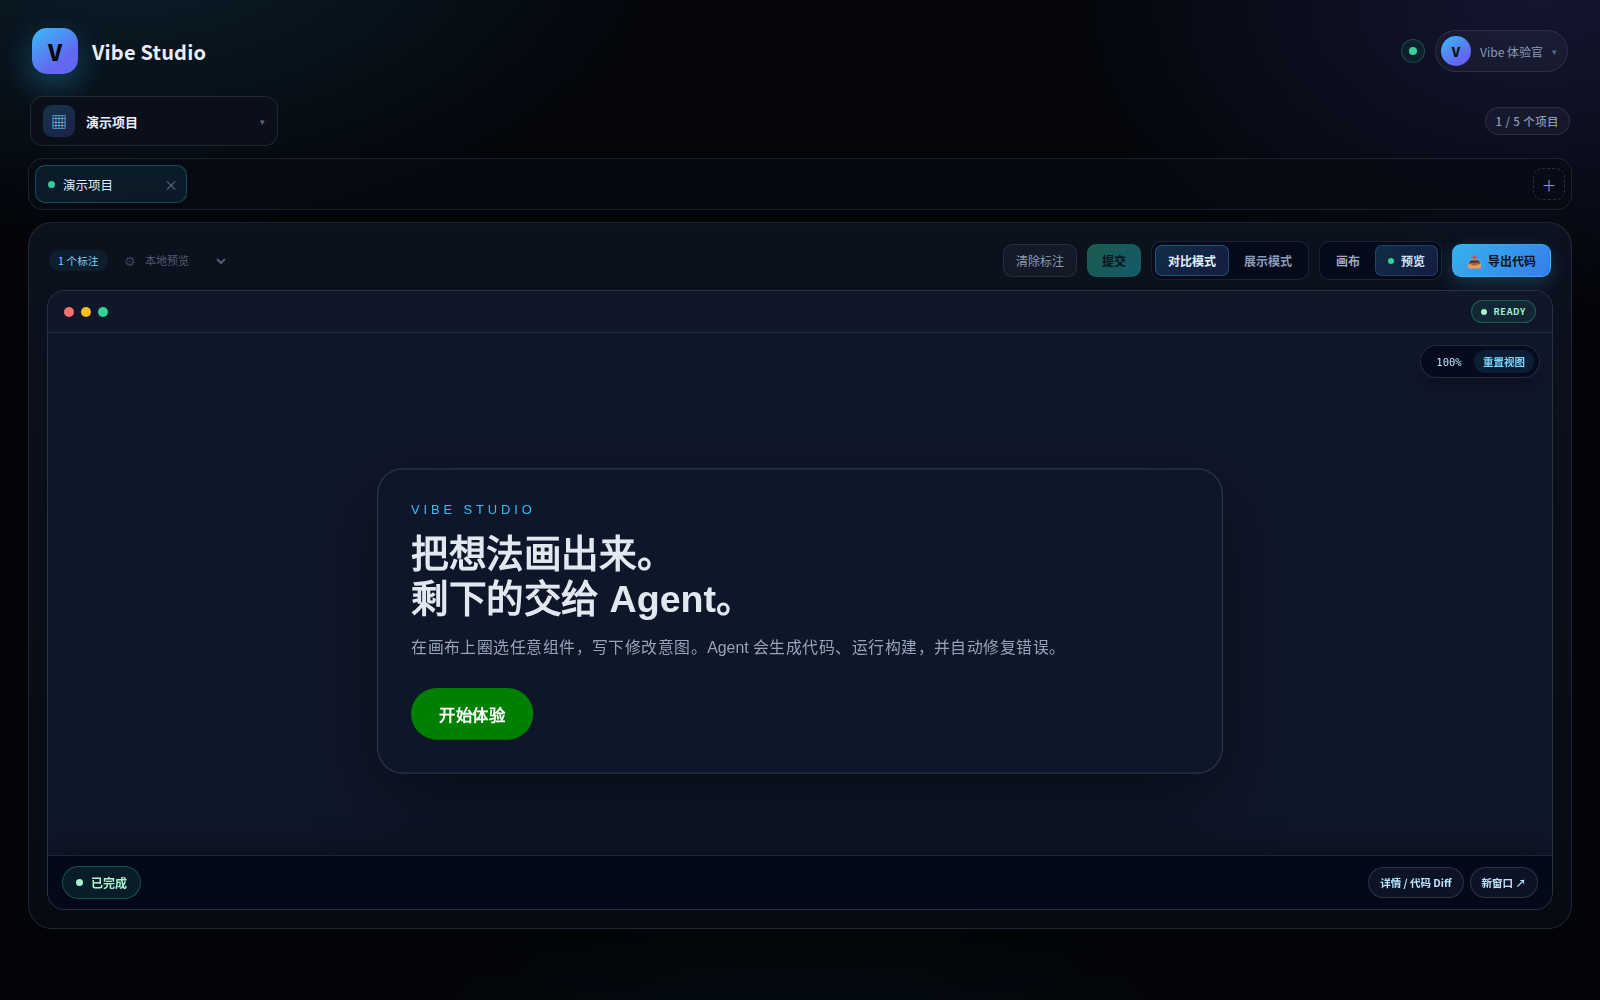 V Vibe Studio
V Vibe 体验官
演示项目
1 / 5 个项目
演示项目
1 个标注 本地预览
清除标注 提交 对比模式 展示模式 画布 预览 导出代码
READY
100% 重置视图
VIBE STUDIO
把想法画出来。
剩下的交给 Agent。
在画布上圈选任意组件，写下修改意图。Agent 会生成代码、运行构建，并自动修复错误。
开始体验
已完成
详情 / 代码 Diff 新窗口 ↗